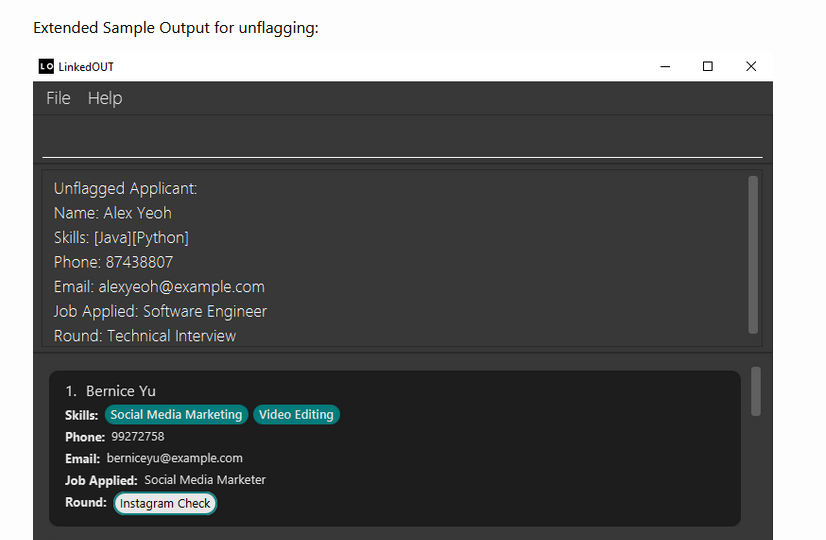 Extended Sample Output for unflagging:
LO LinkedOUT
File Help
Unflagged Applicant:
Name: Alex Yeoh
Skills: [Java][Python]
Phone: 87438807
Email: alexyeoh@example.com
Job Applied: Software Engineer
Round: Technical Interview
1. Bernice Yu
Skills: Social Media Marketing Video Editing
Phone: 99272758
Email: berniceyu@example.com
Job Applied: Social Media Marketer
Round: Instagram Check